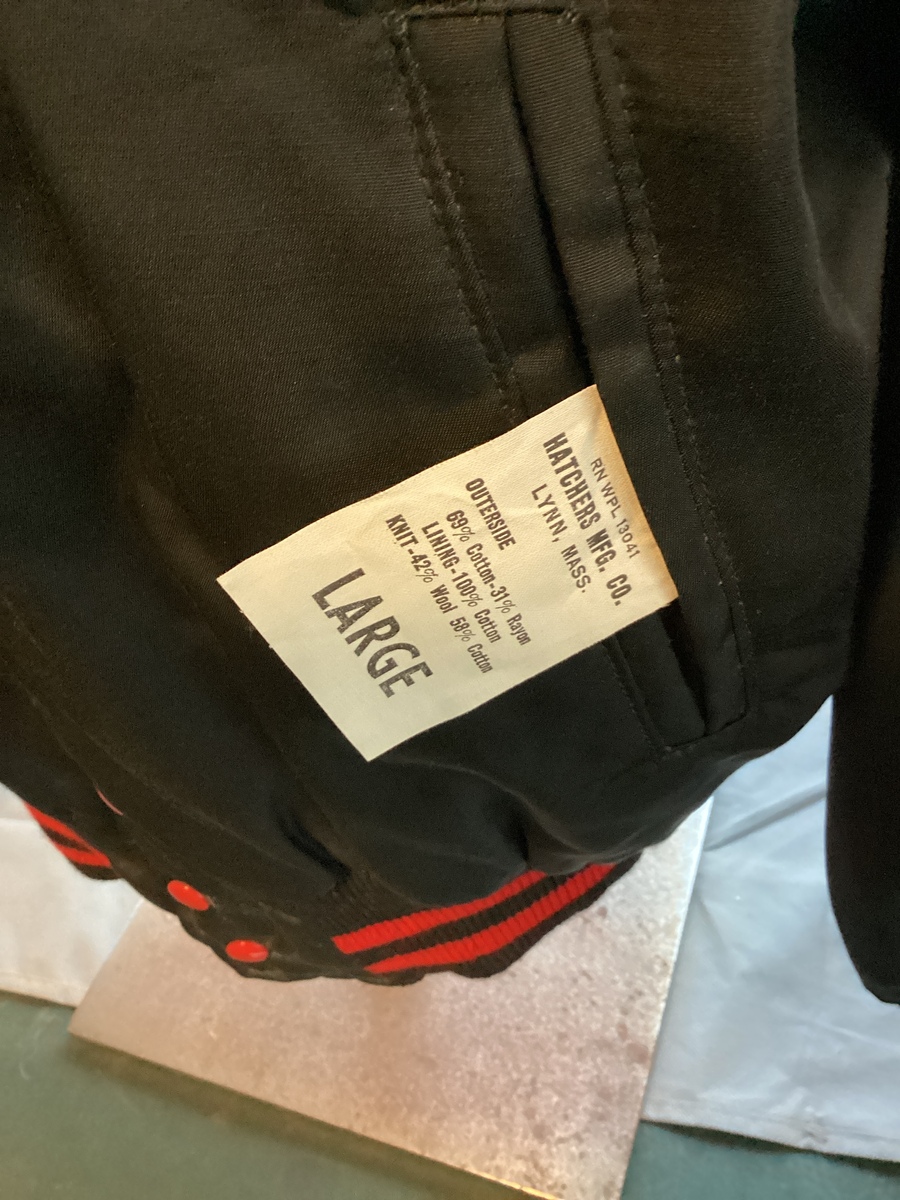 RN WPL 13041
HATCHERS MFG. CO.
LYNN, MASS.
OUTERSIDE
69% Cotton-31% Rayon
LINING-100% Cotton
KNIT-42% Wool 58% Cotton
LARGE